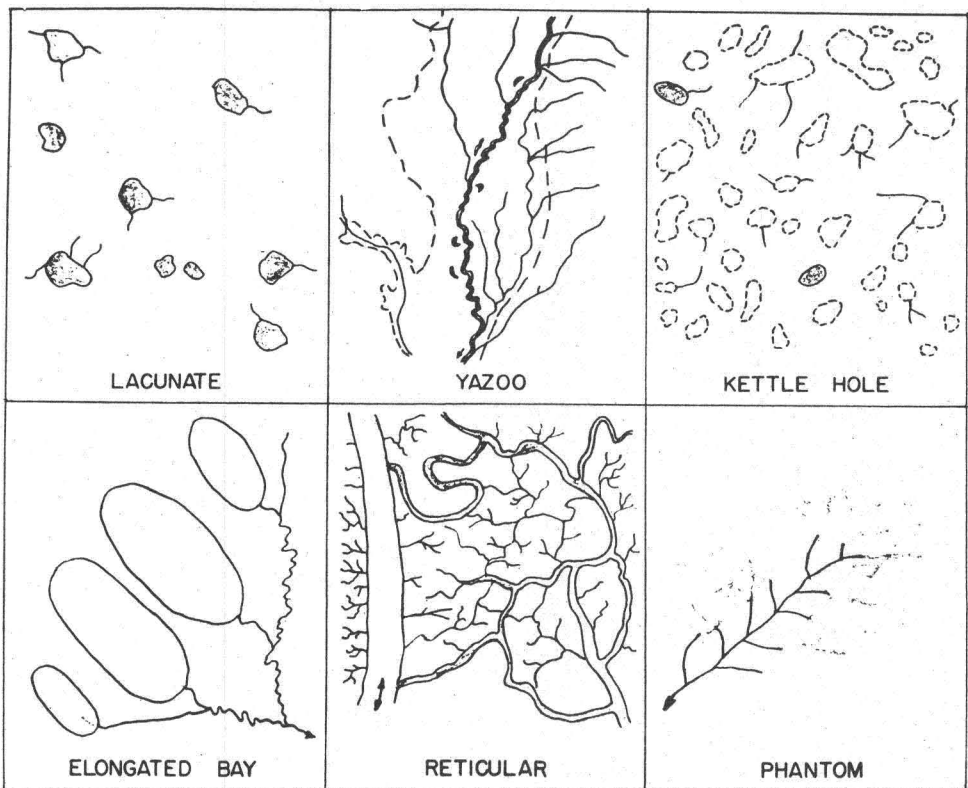 LACUNATE
YAZOO
KETTLE HOLE
ELONGATED BAY
RETICULAR
PHANTOM